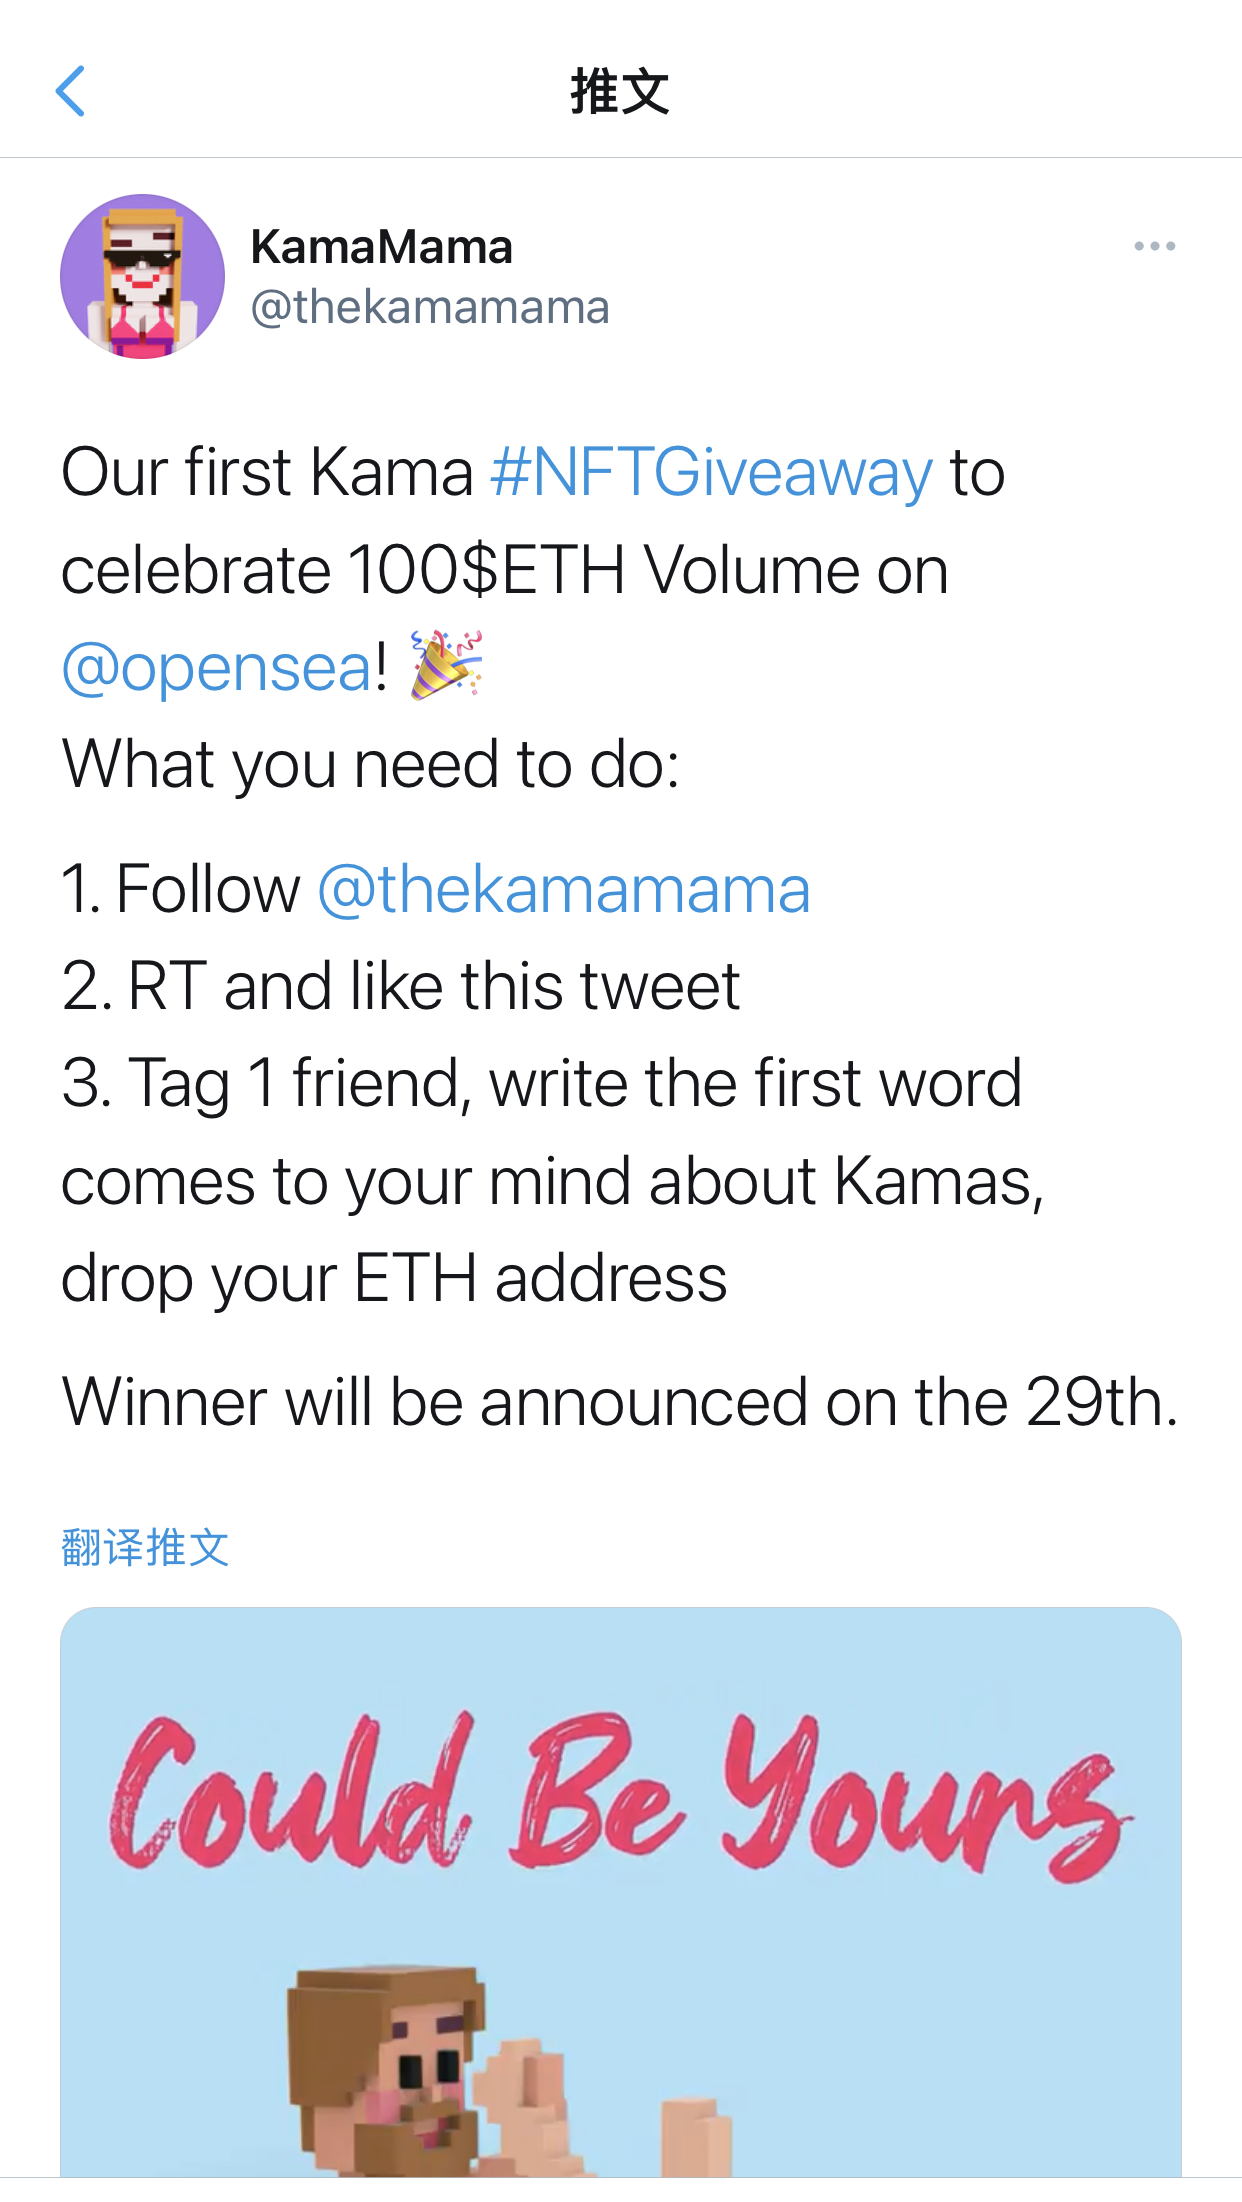 推文
KamaMama
@thekamamama
Our first Kama #NFTGiveaway to
celebrate 100$ETH Volume on
@opensea! 🎉
What you need to do:
1. Follow @thekamamama
2. RT and like this tweet
3. Tag 1 friend, write the first word
comes to your mind about Kamas,
drop your ETH address
Winner will be announced on the 29th.
翻译推文
Could Be Yours